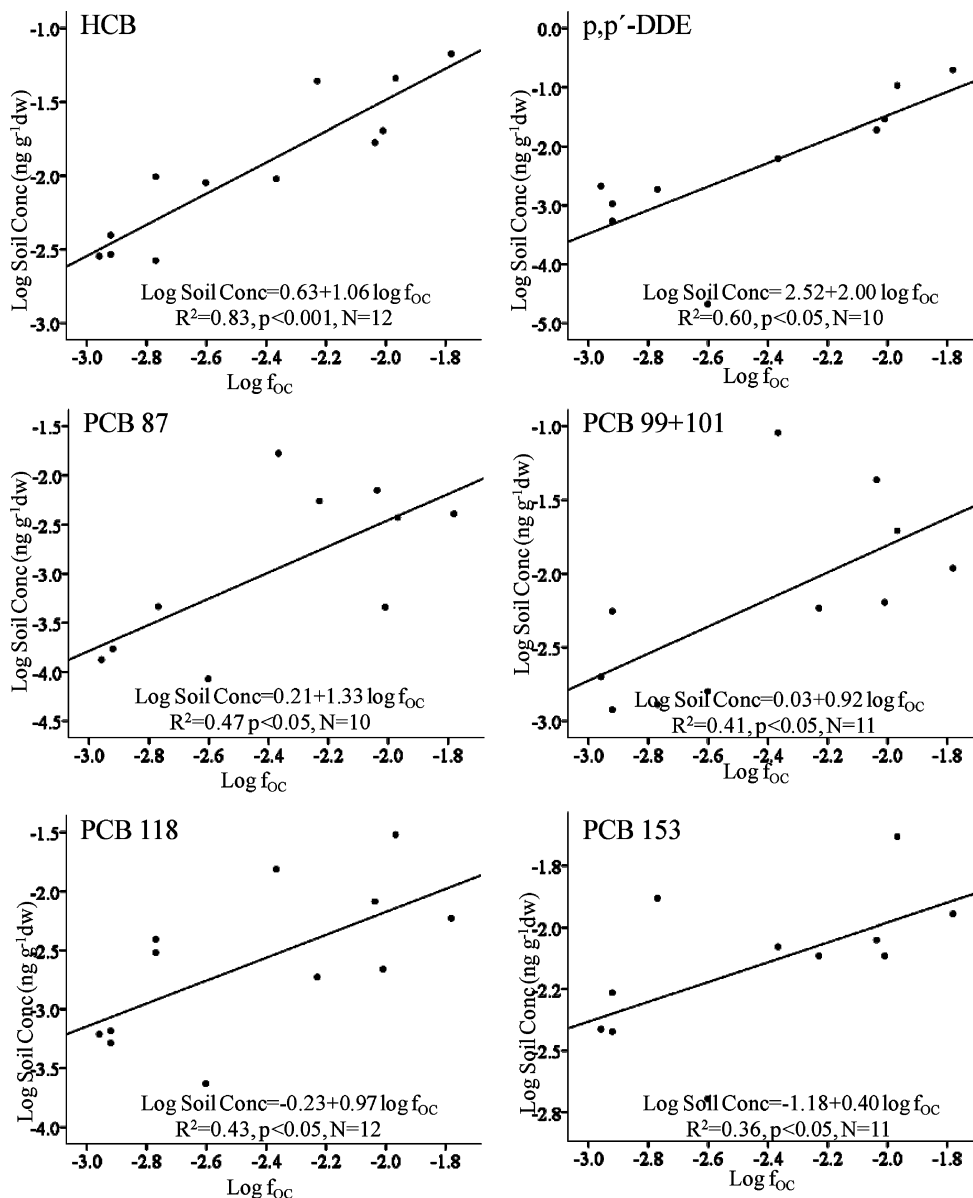 HCB
-1.0
-1.5
-2.0
-2.5
-3.0
Log Soil Conc (ng g⁻¹dw)
Log Soil Conc=0.63+1.06 log f_OC
R²=0.83, p<0.001, N=12
-3.0 -2.8 -2.6 -2.4 -2.2 -2.0 -1.8
Log f_OC
p,p´-DDE
0.0
-1.0
-2.0
-3.0
-4.0
-5.0
Log Soil Conc (ng g⁻¹dw)
Log Soil Conc=2.52+2.00 log f_OC
R²=0.60, p<0.05, N=10
-3.0 -2.8 -2.6 -2.4 -2.2 -2.0 -1.8
Log f_OC
PCB 87
-1.5
-2.0
-2.5
-3.0
-3.5
-4.0
-4.5
Log Soil Conc (ng g⁻¹dw)
Log Soil Conc=0.21+1.33 log f_OC
R²=0.47 p<0.05, N=10
-3.0 -2.8 -2.6 -2.4 -2.2 -2.0 -1.8
Log f_OC
PCB 99+101
-1.0
-1.5
-2.0
-2.5
-3.0
Log Soil Conc (ng g⁻¹dw)
Log Soil Conc=0.03+0.92 log f_OC
R²=0.41, p<0.05, N=11
-3.0 -2.8 -2.6 -2.4 -2.2 -2.0 -1.8
Log f_OC
PCB 118
-1.5
-2.0
-2.5
-3.0
-3.5
-4.0
Log Soil Conc (ng g⁻¹dw)
Log Soil Conc=-0.23+0.97 log f_OC
R²=0.43, p<0.05, N=12
-3.0 -2.8 -2.6 -2.4 -2.2 -2.0 -1.8
Log f_OC
PCB 153
-1.8
-2.0
-2.2
-2.5
-2.8
Log Soil Conc (ng g⁻¹dw)
Log Soil Conc=-1.18+0.40 log f_OC
R²=0.36, p<0.05, N=11
-3.0 -2.8 -2.6 -2.4 -2.2 -2.0 -1.8
Log f_OC